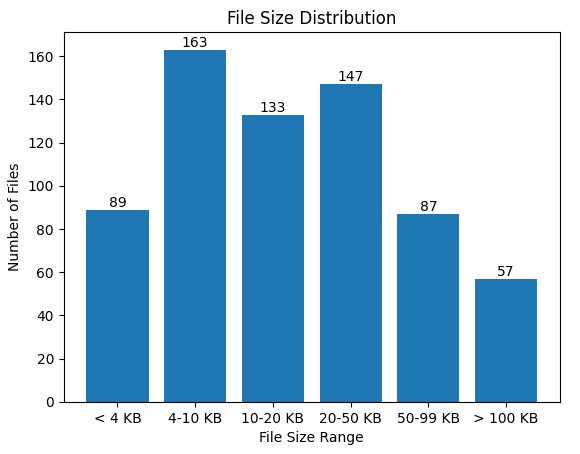 File Size Distribution
Number of Files
160
140
120
100
80
60
40
20
0
89
163
133
147
87
57
< 4 KB
4-10 KB
10-20 KB
20-50 KB
50-99 KB
> 100 KB
File Size Range